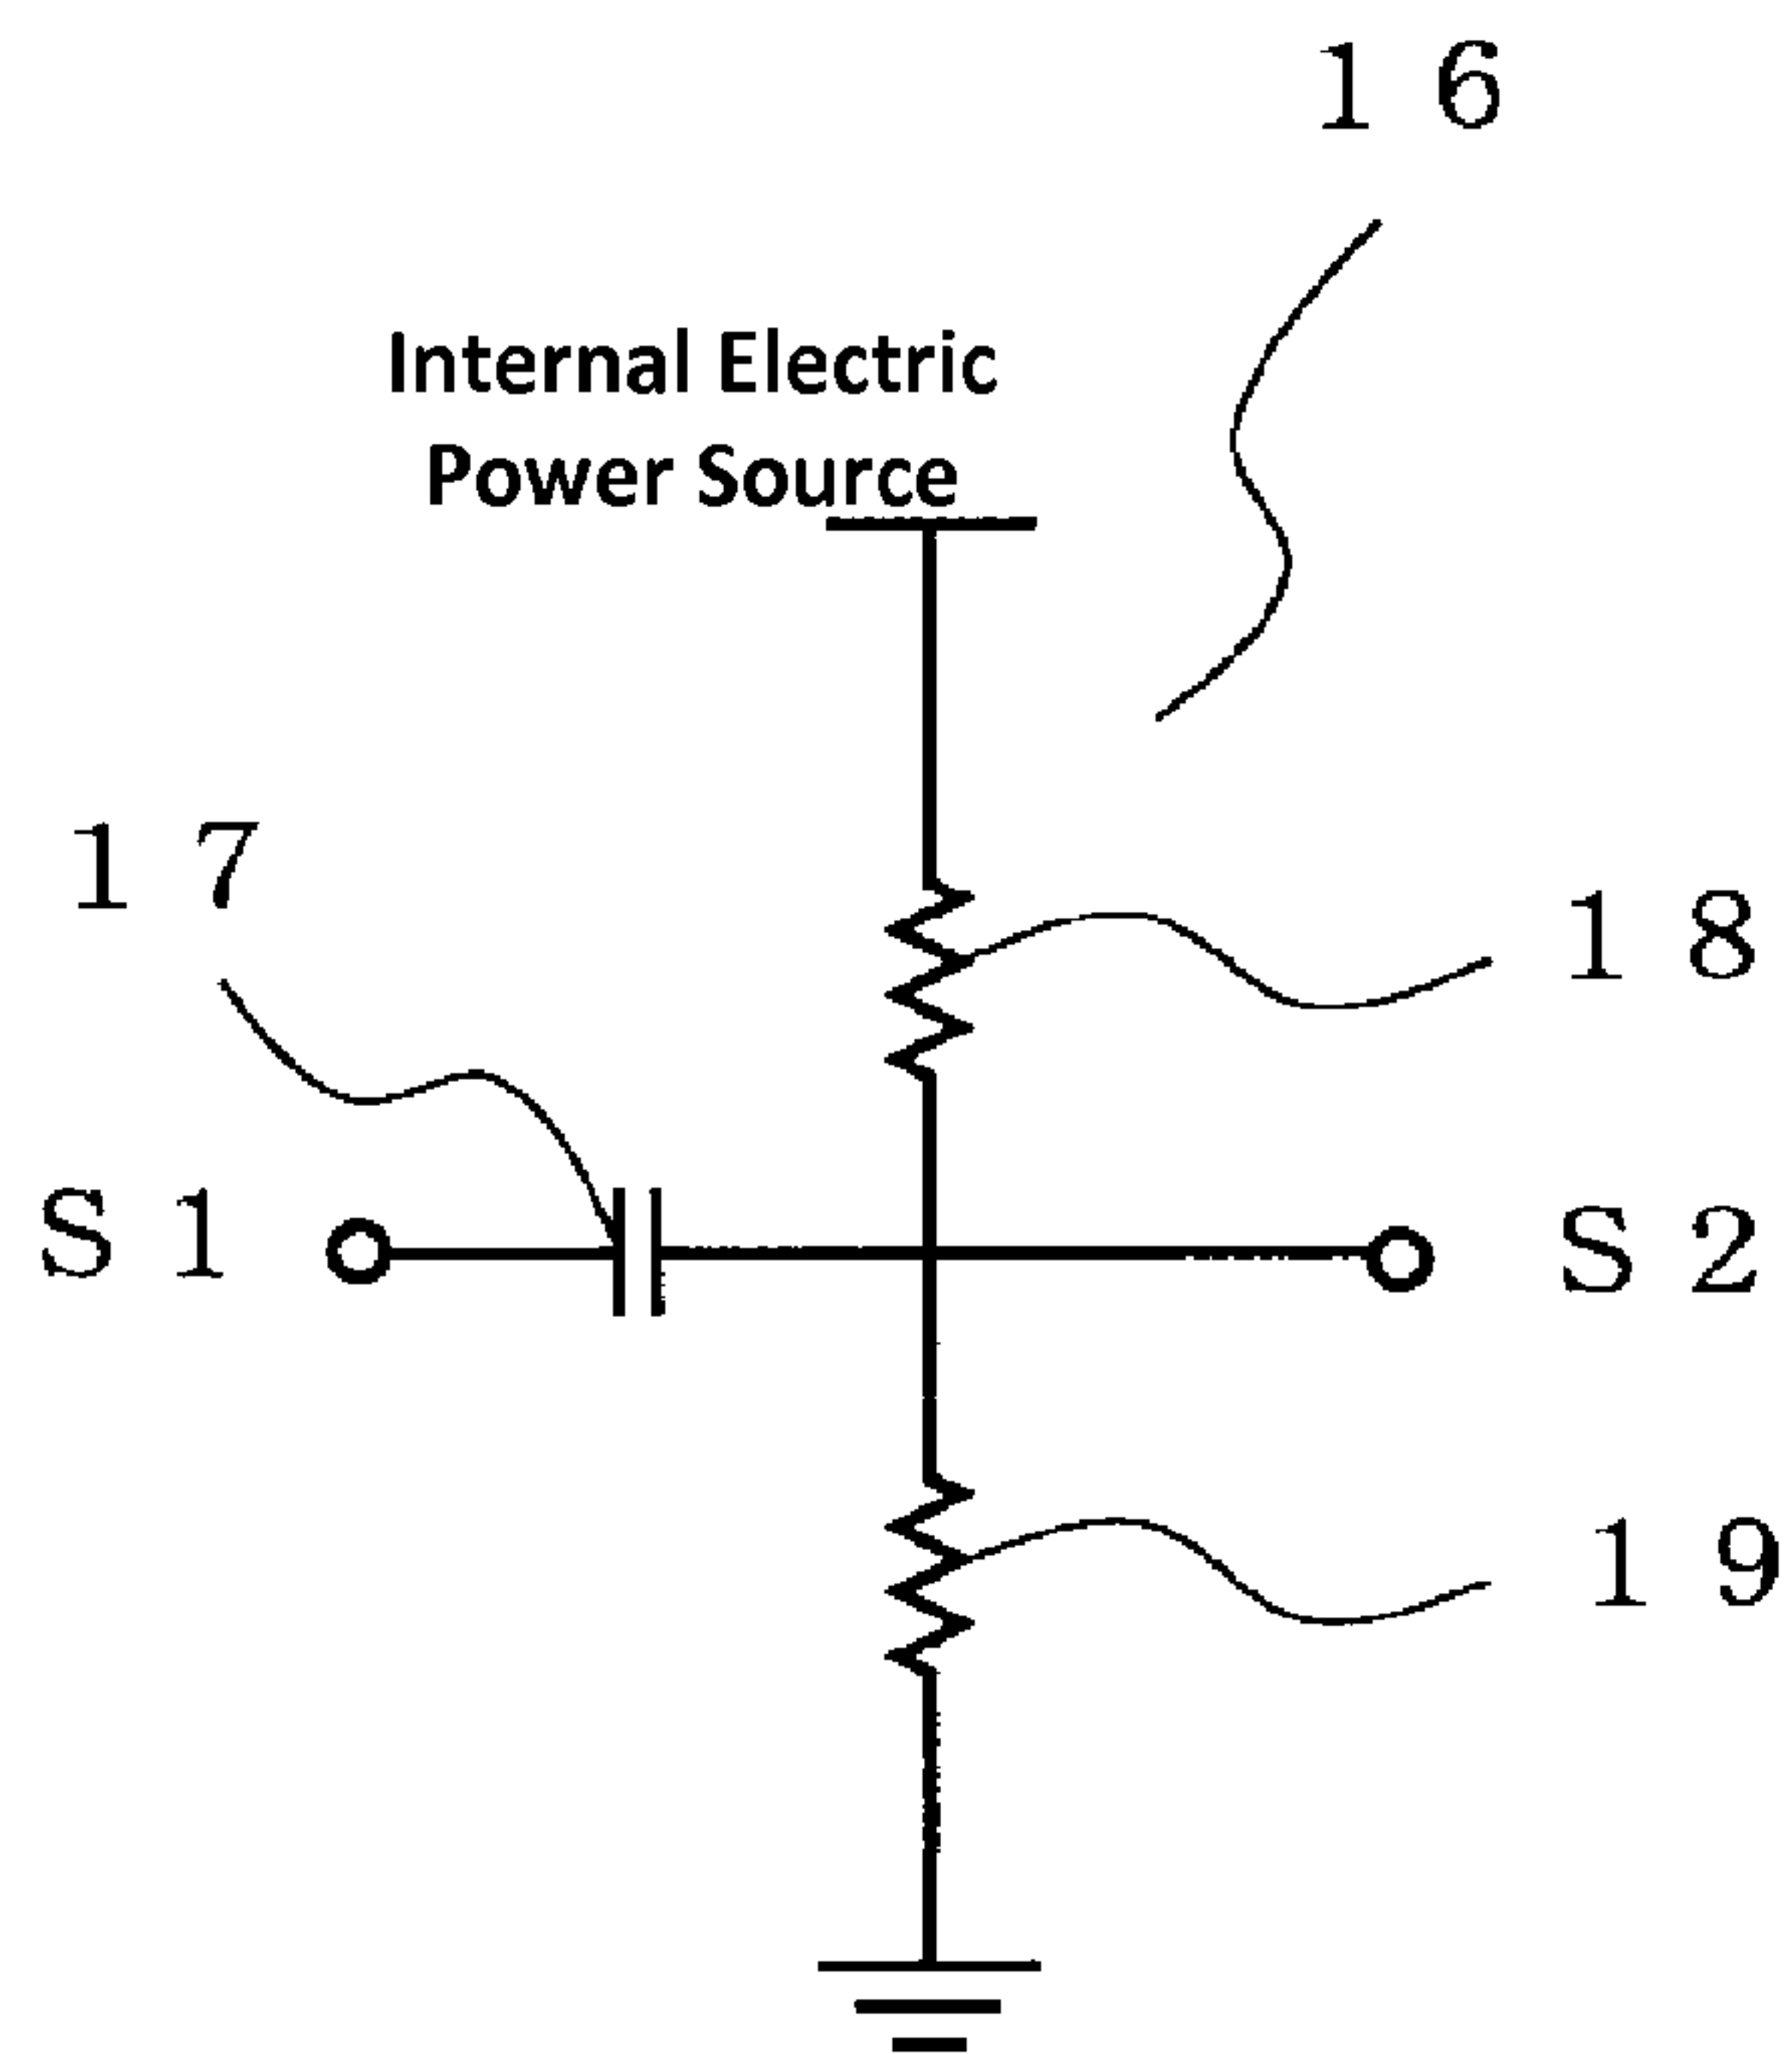 16
Internal Electric
Power Source
17
18
S1
S2
19